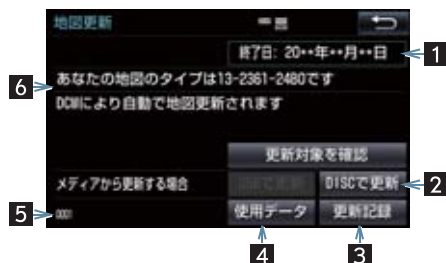 地図更新
終了日: 20••年••月••日
1
あなたの地図のタイプは13-2361-2480です
6
DCMにより自動で地図更新されます
更新対象を確認
メディアから更新する場合
DISCで更新
2
5
0001
使用データ
更新記録
4
3